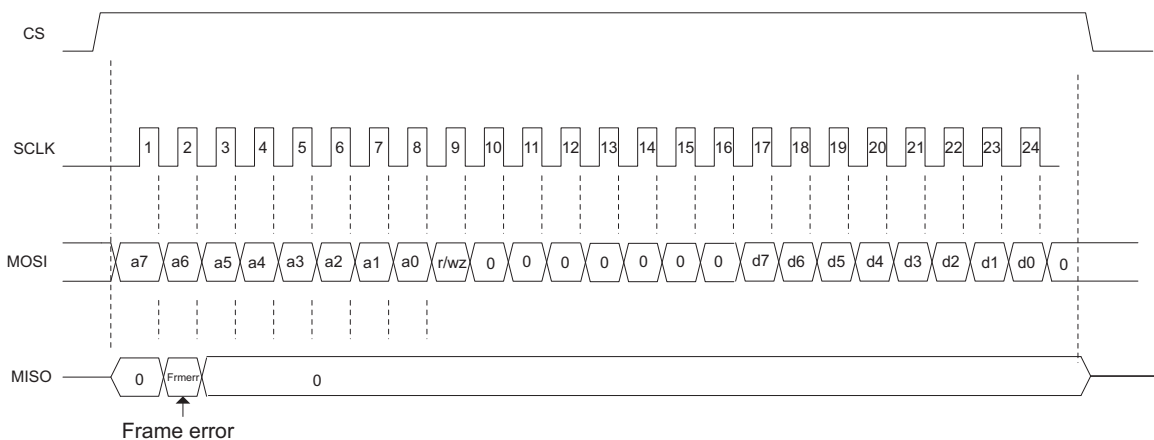 CS
SCLK 1 2 3 4 5 6 7 8 9 10 11 12 13 14 15 16 17 18 19 20 21 22 23 24
MOSI a7 a6 a5 a4 a3 a2 a1 a0 r/wz 0 0 0 0 0 0 0 d7 d6 d5 d4 d3 d2 d1 d0 0
MISO 0 Frmerr 0
Frame error